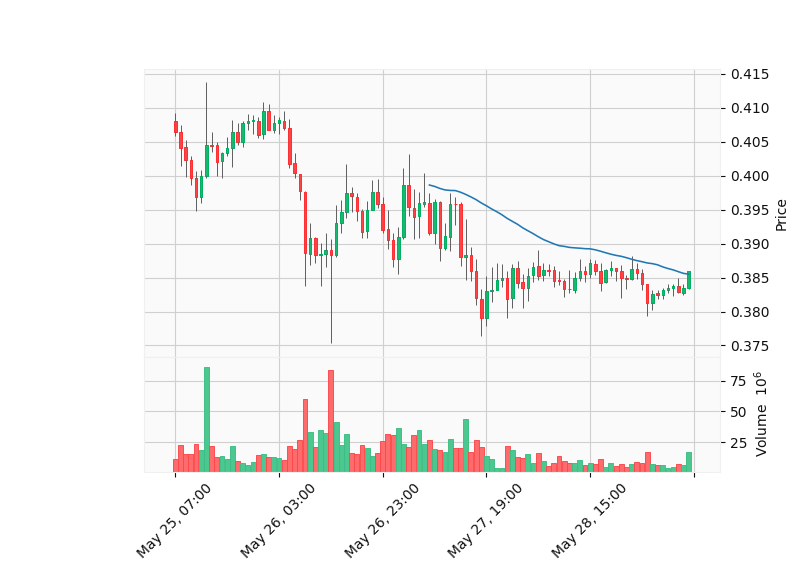 0.415
0.410
0.405
0.400
0.395
0.390
0.385
0.380
0.375
Price
75
50
25
Volume 10^6
May 25, 07:00
May 26, 03:00
May 26, 23:00
May 27, 19:00
May 28, 15:00